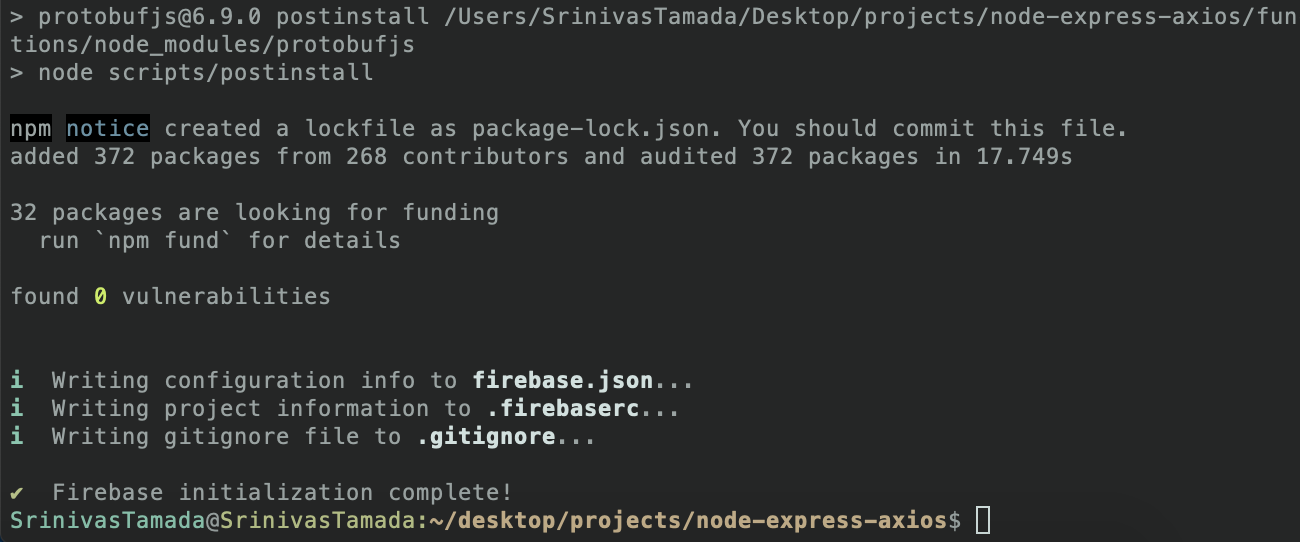 > protobufjs@6.9.0 postinstall /Users/SrinivasTamada/Desktop/projects/node-express-axios/fun
tions/node_modules/protobufjs
> node scripts/postinstall
npm notice created a lockfile as package-lock.json. You should commit this file.
added 372 packages from 268 contributors and audited 372 packages in 17.749s
32 packages are looking for funding
run `npm fund` for details
found 0 vulnerabilities
i Writing configuration info to firebase.json...
i Writing project information to .firebaserc...
i Writing gitignore file to .gitignore...
✔ Firebase initialization complete!
SrinivasTamada@SrinivasTamada:~/desktop/projects/node-express-axios$